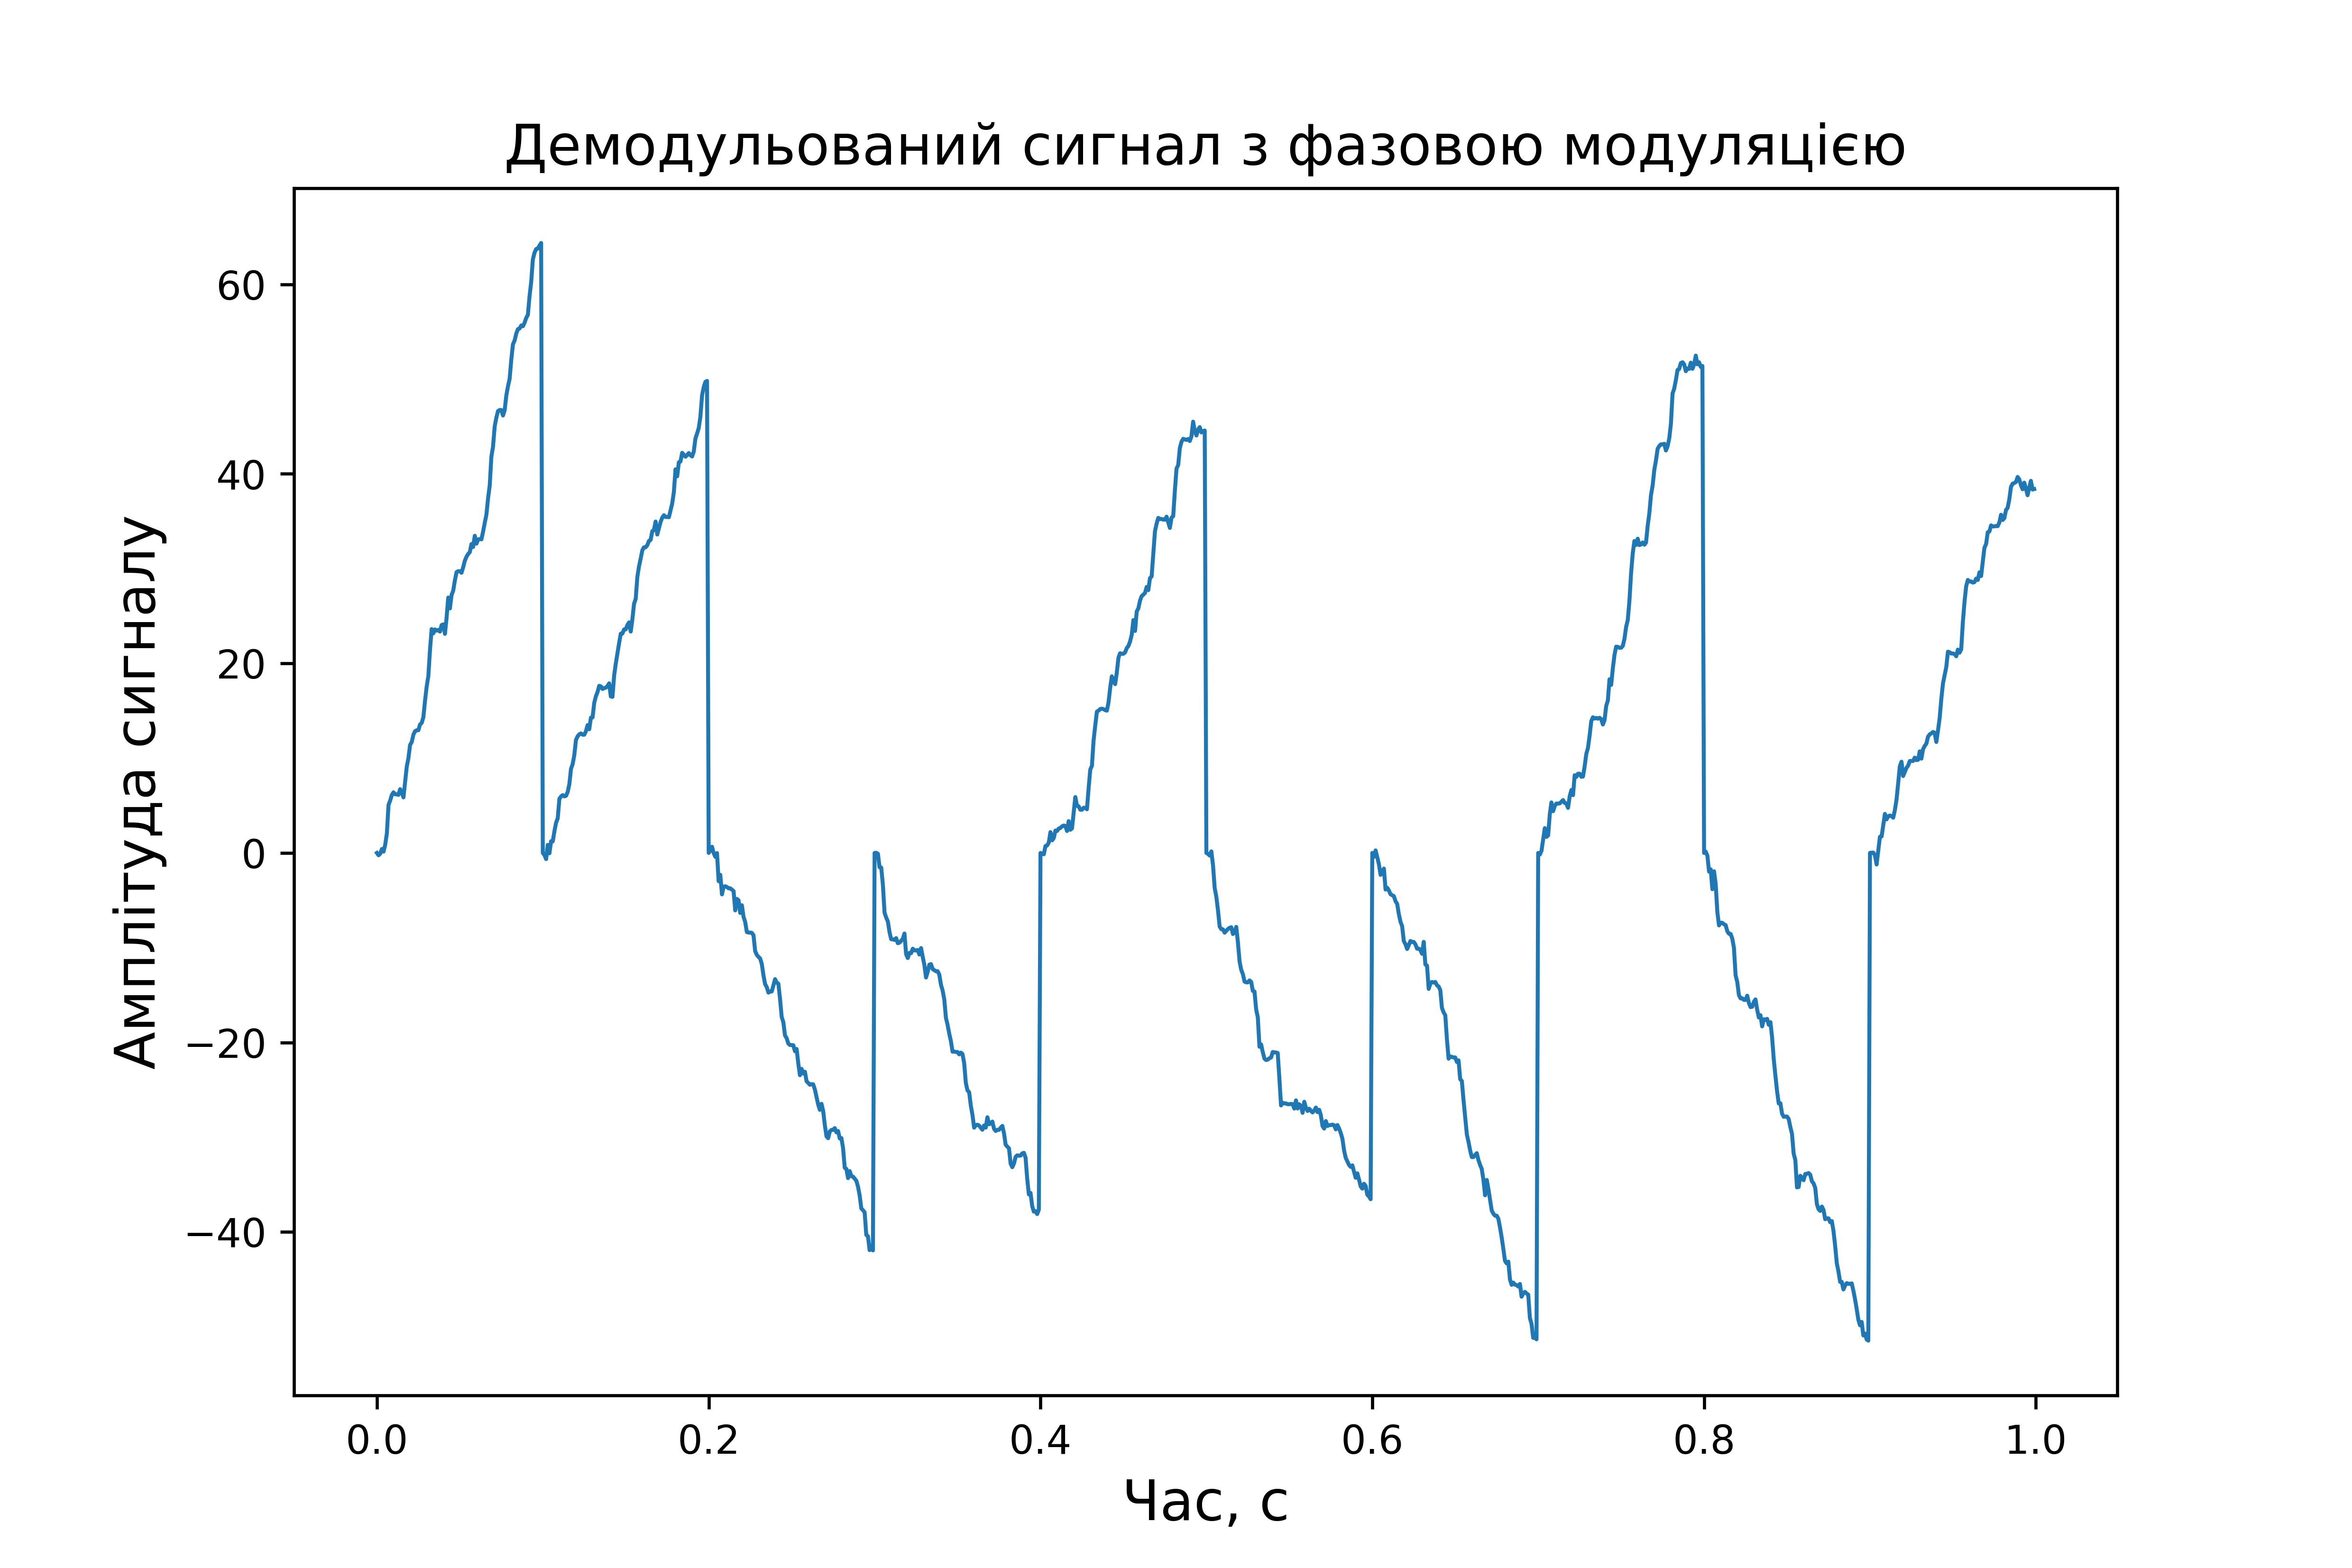 Демодульований сигнал з фазовою модуляцією
Амплітуда сигналу
60
40
20
0
−20
−40
0.0 0.2 0.4 0.6 0.8 1.0
Час, с